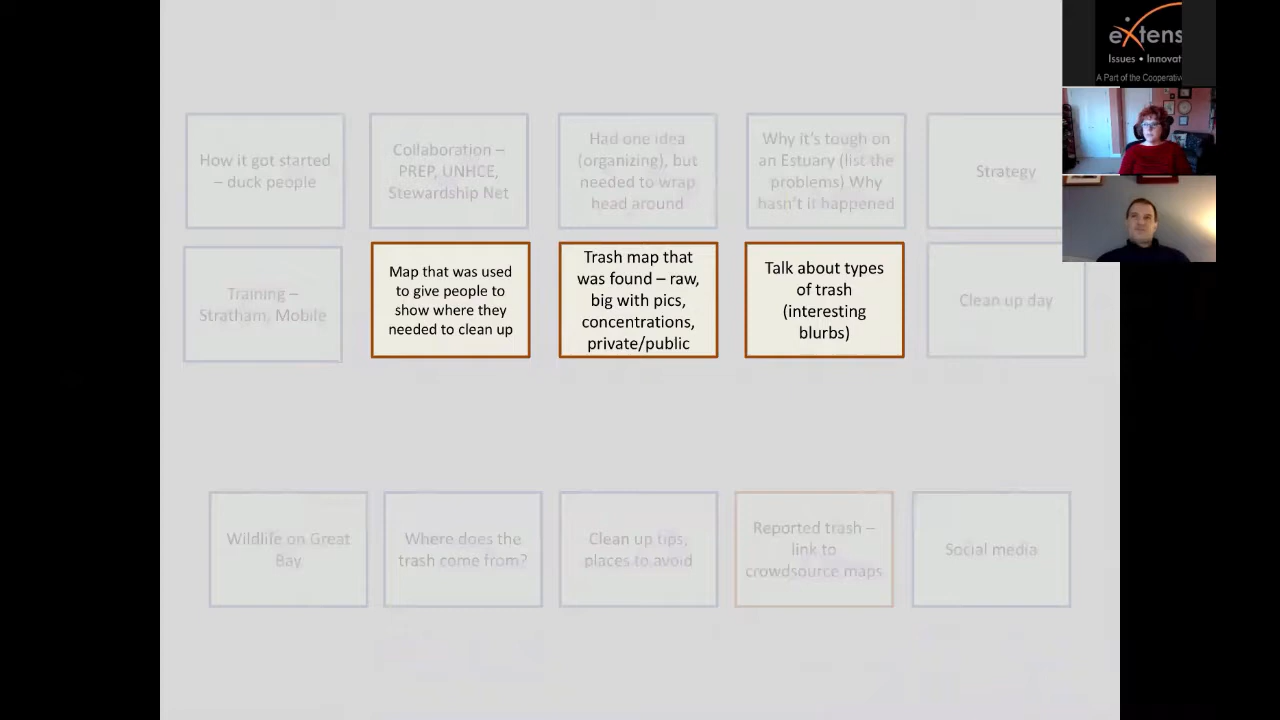 eXtens
Issues • Innovat
A Part of the Cooperative
How it got started
– duck people
Collaboration –
PREP, UNHCE,
Stewardship Net
Had one idea
(organizing), but
needed to wrap
head around
Why it's tough on
an Estuary (list the
problems) Why
hasn't it happened
Strategy
Training –
Stratham, Mobile
Map that was used
to give people to
show where they
needed to clean up
Trash map that
was found – raw,
big with pics,
concentrations,
private/public
Talk about types
of trash
(interesting
blurbs)
Clean up day
Wildlife on Great
Bay
Where does the
trash come from?
Clean up tips,
places to avoid
Reported trash –
link to
crowdsource maps
Social media